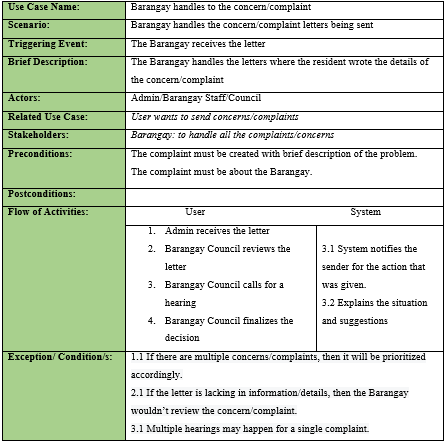 Use Case Name: Barangay handles to the concern/complaint
Scenario: Barangay handles the concern/complaint letters being sent
Triggering Event: The Barangay receives the letter
Brief Description: The Barangay handles the letters where the resident wrote the details of
the concern/complaint
Actors: Admin/Barangay Staff/Council
Related Use Case: User wants to send concerns/complaints
Stakeholders: Barangay: to handle all the complaints/concerns
Preconditions: The complaint must be created with brief description of the problem.
The complaint must be about the Barangay.
Postconditions:
Flow of Activities: User System
1. Admin receives the letter
2. Barangay Council reviews the
letter
3. Barangay Council calls for a
hearing
4. Barangay Council finalizes the
decision
3.1 System notifies the
sender for the action that
was given.
3.2 Explains the situation
and suggestions
Exception/ Condition/s: 1.1 If there are multiple concerns/complaints, then it will be prioritized
accordingly.
2.1 If the letter is lacking in information/details, then the Barangay
wouldn't review the concern/complaint.
3.1 Multiple hearings may happen for a single complaint.